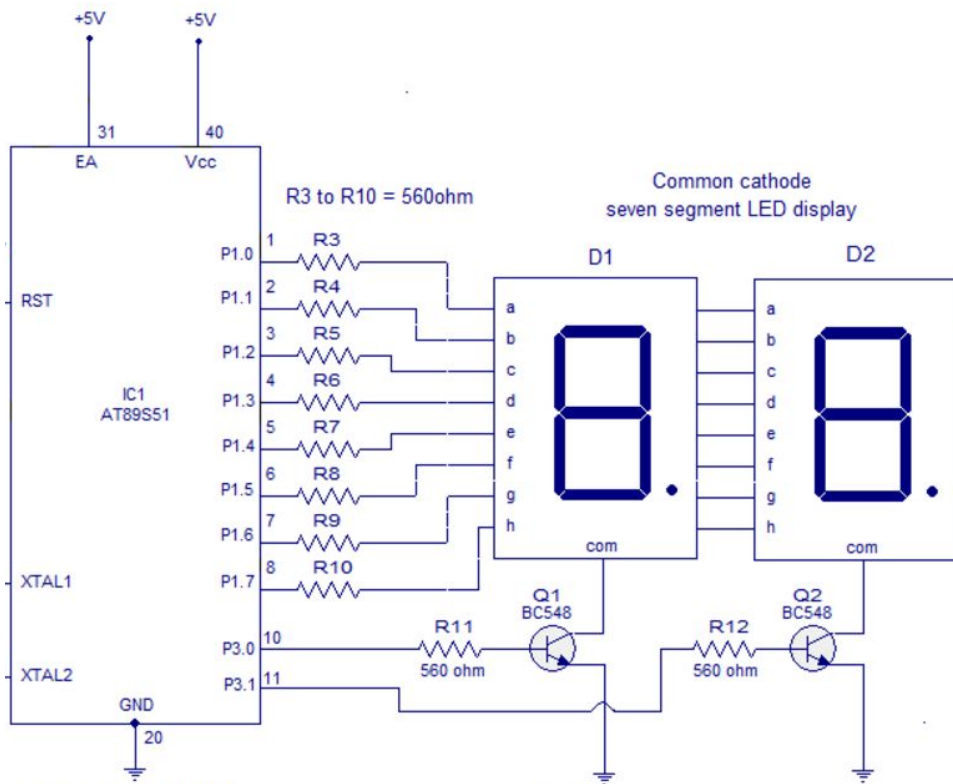 +5V
+5V
31
40
EA
Vcc
R3 to R10 = 560ohm
Common cathode
seven segment LED display
D1
D2
RST
IC1
AT89S51
XTAL1
XTAL2
GND
20
P1.0
1
R3
P1.1
2
R4
P1.2
3
R5
P1.3
4
R6
P1.4
5
R7
P1.5
6
R8
P1.6
7
R9
P1.7
8
R10
P3.0
10
P3.1
11
a
b
c
d
e
f
g
h
com
a
b
c
d
e
f
g
h
com
R11
560 ohm
Q1
BC548
R12
560 ohm
Q2
BC548